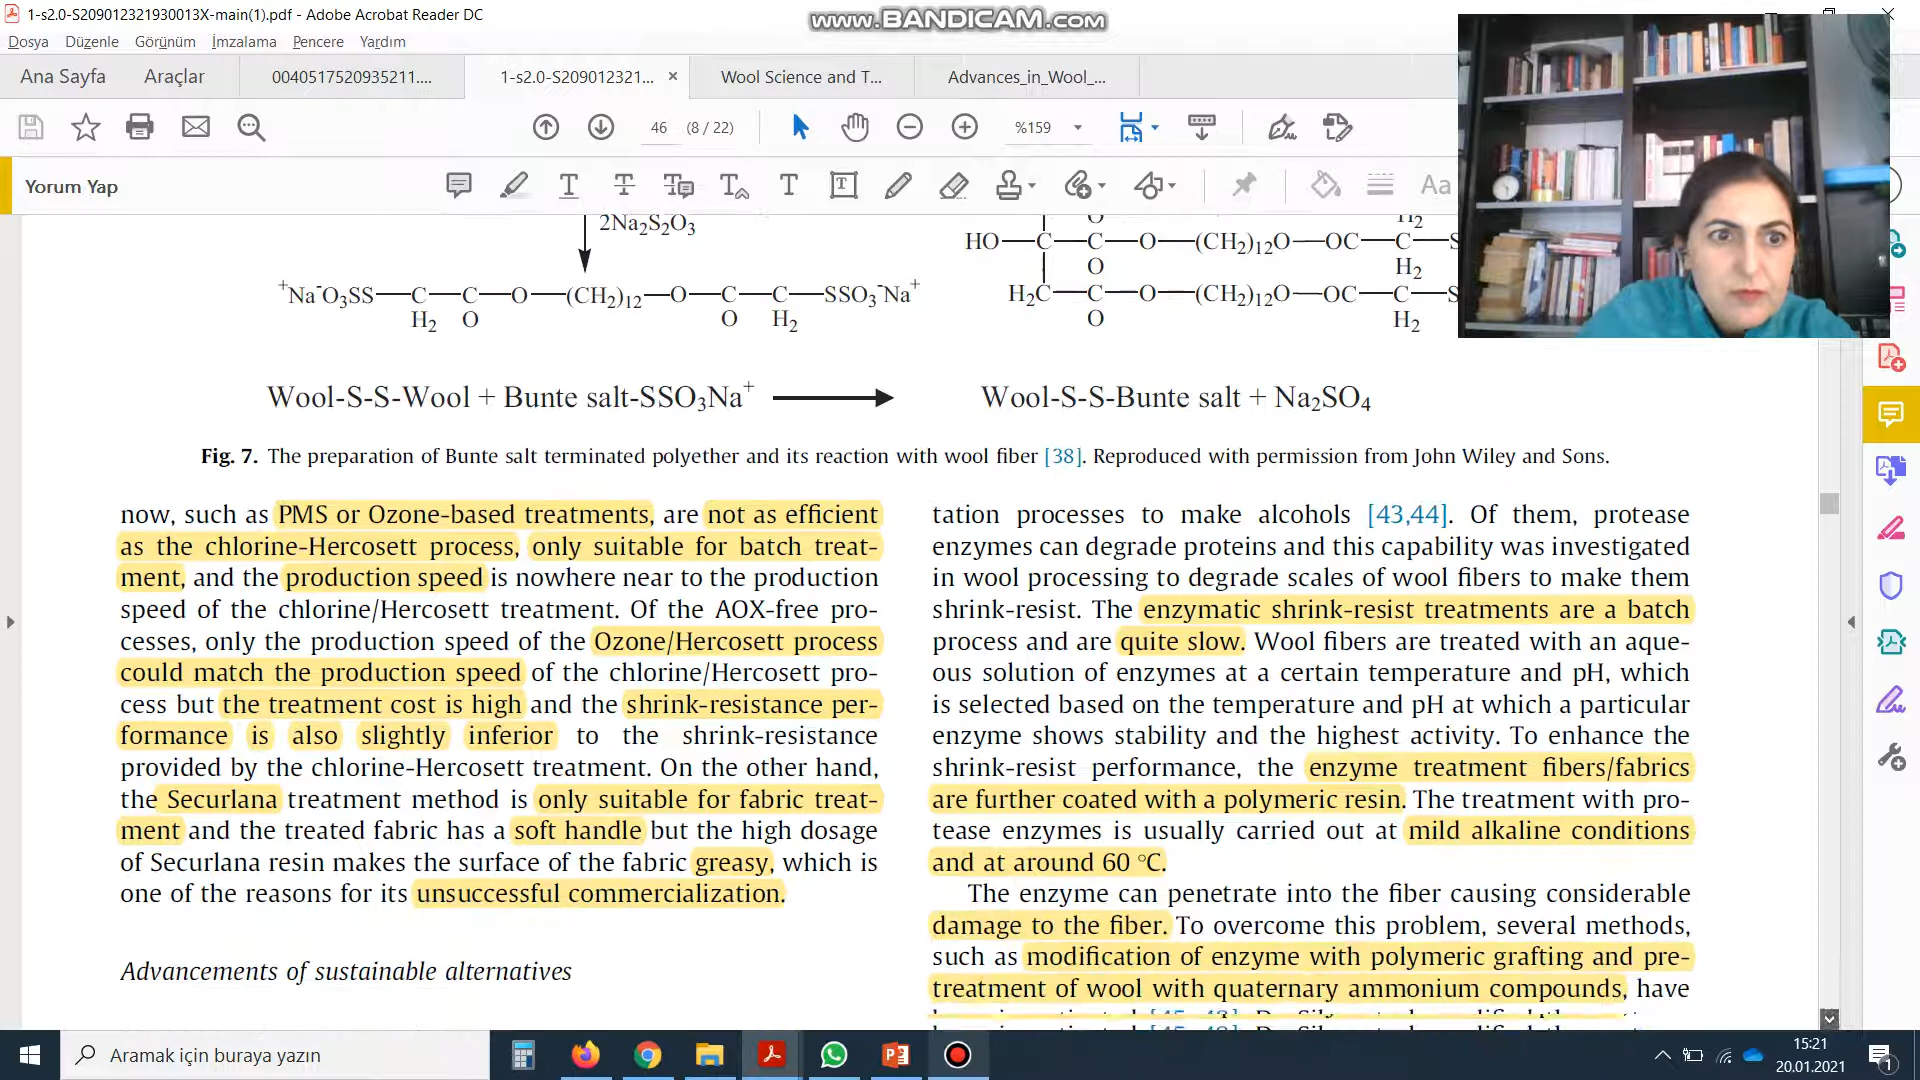 1-s2.0-S209012321930013X-main(1).pdf - Adobe Acrobat Reader DC
www.BANDICAM.com
Dosya Düzenle Görünüm İmzalama Pencere Yardım
Ana Sayfa Araçlar 0040517520935211.... 1-s2.0-S209012321... × Wool Science and T... Advances_in_Wool_...
46 (8 / 22) %159
Yorum Yap
Aa
2Na₂S₂O₃
HO—C—C—O—(CH₂)₁₂O—OC—C—S
O H₂
H₂C—C—O—(CH₂)₁₂O—OC—C—S
O H₂
⁺Na⁻O₃SS—C—C—O—(CH₂)₁₂—O—C—C—SSO₃⁻Na⁺
H₂ O O H₂
Wool-S-S-Wool + Bunte salt-SSO₃Na⁺ → Wool-S-S-Bunte salt + Na₂SO₄
Fig. 7. The preparation of Bunte salt terminated polyether and its reaction with wool fiber [38]. Reproduced with permission from John Wiley and Sons.
now, such as PMS or Ozone-based treatments, are not as efficient
as the chlorine-Hercosett process, only suitable for batch treat-
ment, and the production speed is nowhere near to the production
speed of the chlorine/Hercosett treatment. Of the AOX-free pro-
cesses, only the production speed of the Ozone/Hercosett process
could match the production speed of the chlorine/Hercosett pro-
cess but the treatment cost is high and the shrink-resistance per-
formance is also slightly inferior to the shrink-resistance
provided by the chlorine-Hercosett treatment. On the other hand,
the Securlana treatment method is only suitable for fabric treat-
ment and the treated fabric has a soft handle but the high dosage
of Securlana resin makes the surface of the fabric greasy, which is
one of the reasons for its unsuccessful commercialization.
Advancements of sustainable alternatives
tation processes to make alcohols [43,44]. Of them, protease
enzymes can degrade proteins and this capability was investigated
in wool processing to degrade scales of wool fibers to make them
shrink-resist. The enzymatic shrink-resist treatments are a batch
process and are quite slow. Wool fibers are treated with an aque-
ous solution of enzymes at a certain temperature and pH, which
is selected based on the temperature and pH at which a particular
enzyme shows stability and the highest activity. To enhance the
shrink-resist performance, the enzyme treatment fibers/fabrics
are further coated with a polymeric resin. The treatment with pro-
tease enzymes is usually carried out at mild alkaline conditions
and at around 60 °C.
The enzyme can penetrate into the fiber causing considerable
damage to the fiber. To overcome this problem, several methods,
such as modification of enzyme with polymeric grafting and pre-
treatment of wool with quaternary ammonium compounds, have
Aramak için buraya yazın
15:21
20.01.2021
1